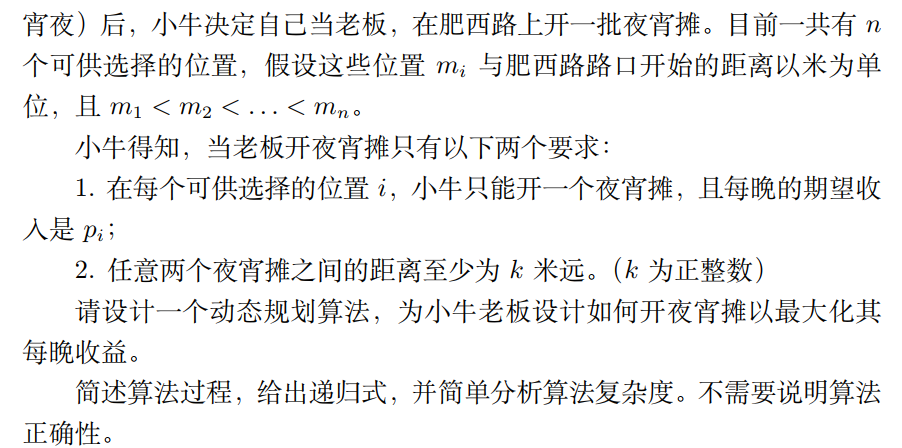 宵夜）后，小牛决定自己当老板，在肥西路上开一批夜宵摊。目前一共有 n
个可供选择的位置，假设这些位置 mᵢ 与肥西路路口开始的距离以米为单
位，且 m₁ < m₂ < … < mₙ。
小牛得知，当老板开夜宵摊只有以下两个要求：
1. 在每个可供选择的位置 i，小牛只能开一个夜宵摊，且每晚的期望收
入是 pᵢ；
2. 任意两个夜宵摊之间的距离至少为 k 米远。（k 为正整数）
请设计一个动态规划算法，为小牛老板设计如何开夜宵摊以最大化其
每晚收益。
简述算法过程，给出递归式，并简单分析算法复杂度。不需要说明算法
正确性。